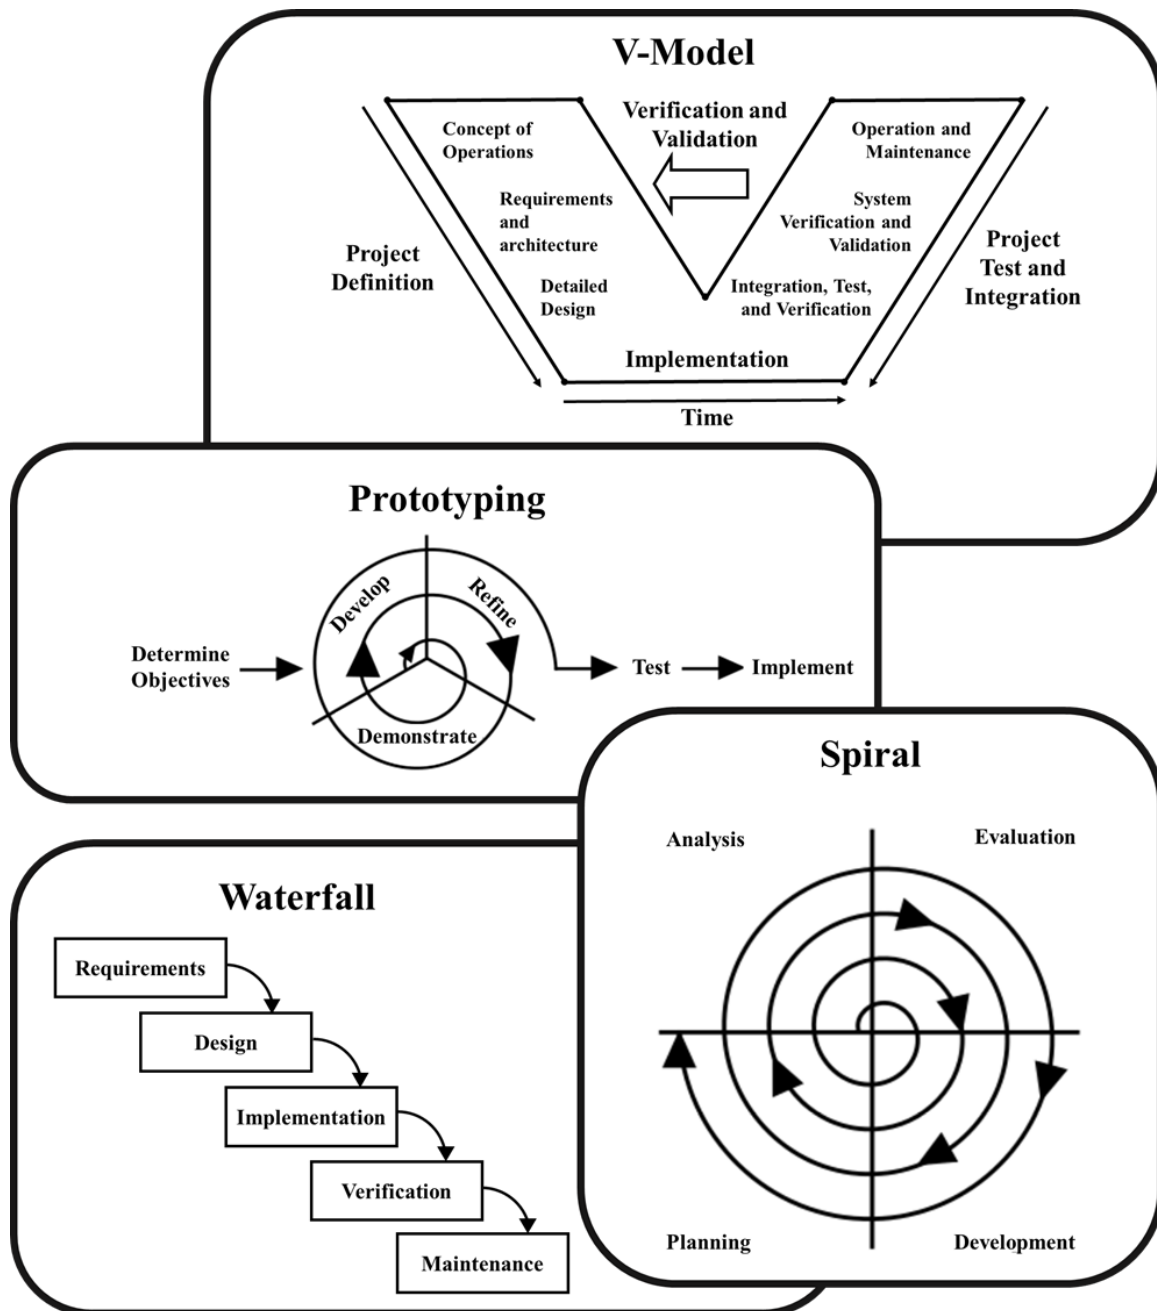 V-Model
Concept of
Operations
Requirements
and
architecture
Detailed
Design
Project
Definition
Verification and
Validation
Operation and
Maintenance
System
Verification and
Validation
Integration, Test,
and Verification
Project
Test and
Integration
Implementation
Time
Prototyping
Determine
Objectives
Develop
Refine
Demonstrate
Test
Implement
Spiral
Analysis
Evaluation
Planning
Development
Waterfall
Requirements
Design
Implementation
Verification
Maintenance